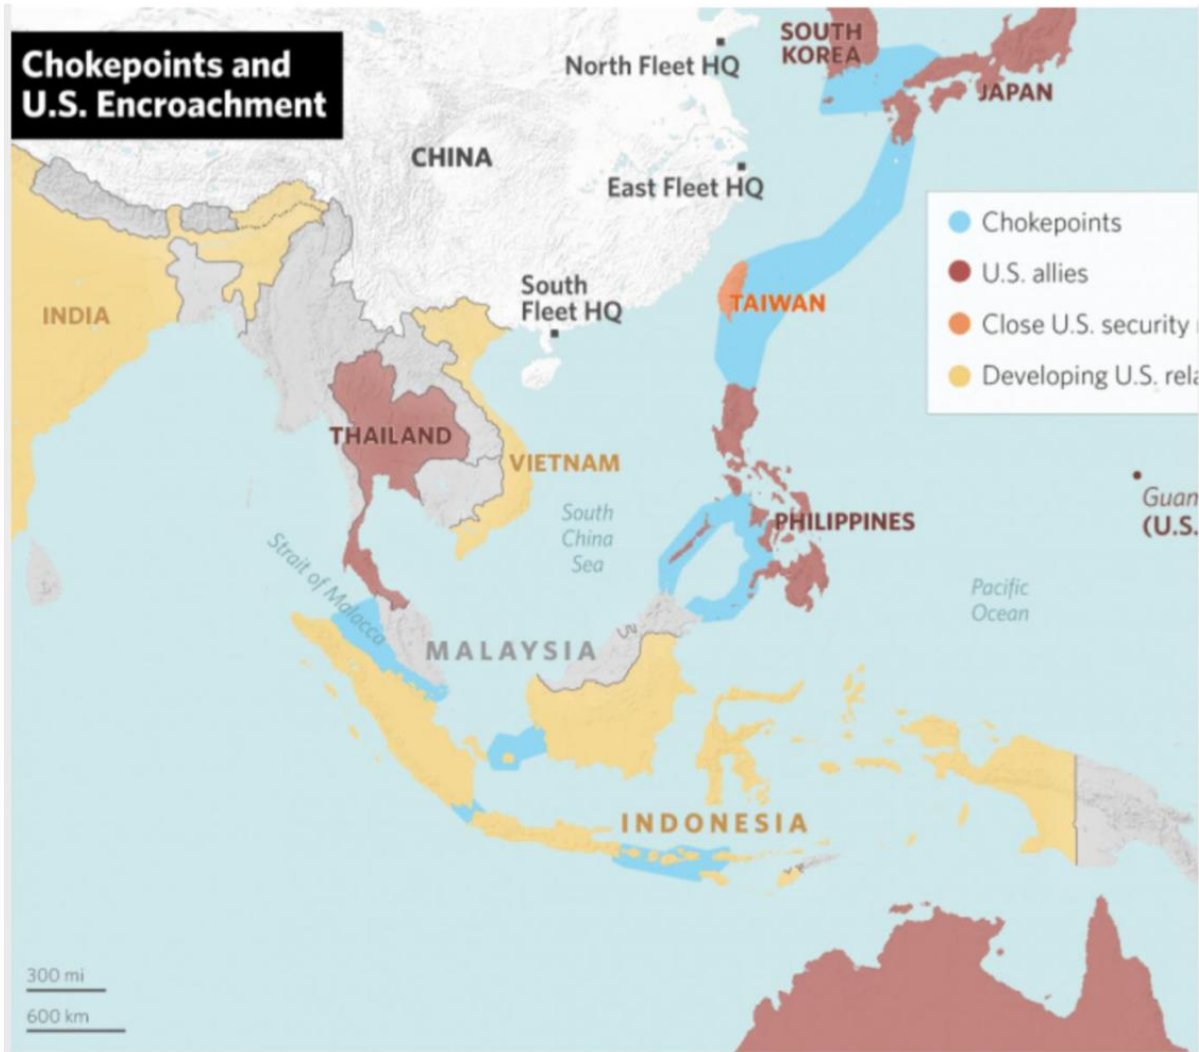 Chokepoints and
U.S. Encroachment
SOUTH
KOREA
North Fleet HQ
JAPAN
CHINA
East Fleet HQ
Chokepoints
U.S. allies
Close U.S. security
Developing U.S. rela
South
Fleet HQ
TAIWAN
INDIA
THAILAND
VIETNAM
South
China
Sea
PHILIPPINES
Guam
(U.S.
Strait of Malacca
Pacific
Ocean
MALAYSIA
INDONESIA
300 mi
600 km